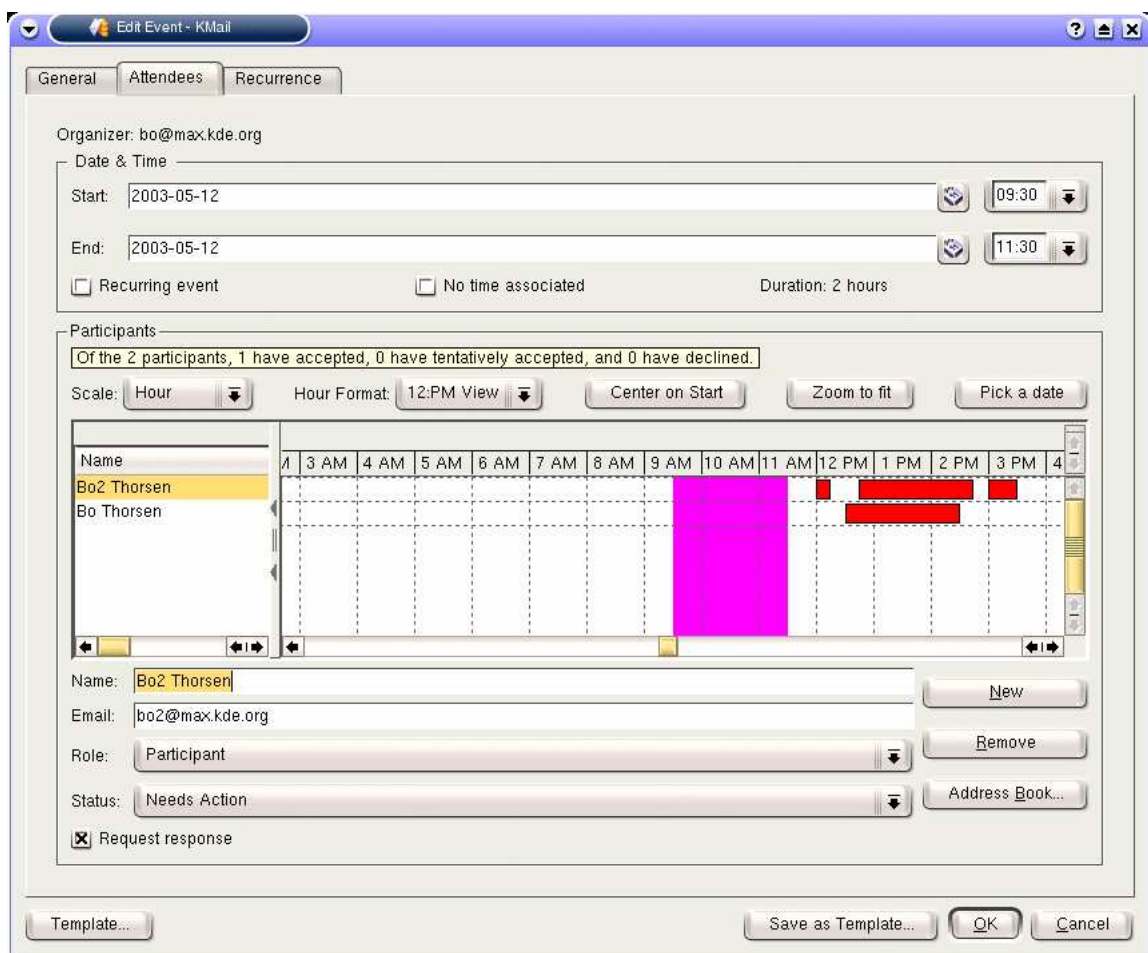 Edit Event - KMail
General Attendees Recurrence
Organizer: bo@max.kde.org
Date & Time
Start: 2003-05-12 09:30
End: 2003-05-12 11:30
Recurring event No time associated Duration: 2 hours
Participants
Of the 2 participants, 1 have accepted, 0 have tentatively accepted, and 0 have declined.
Scale: Hour Hour Format: 12:PM View Center on Start Zoom to fit Pick a date
Name M 3 AM 4 AM 5 AM 6 AM 7 AM 8 AM 9 AM 10 AM 11 AM 12 PM 1 PM 2 PM 3 PM 4
Bo2 Thorsen
Bo Thorsen
Name: Bo2 Thorsen New
Email: bo2@max.kde.org
Role: Participant Remove
Status: Needs Action Address Book...
Request response
Template... Save as Template... OK Cancel